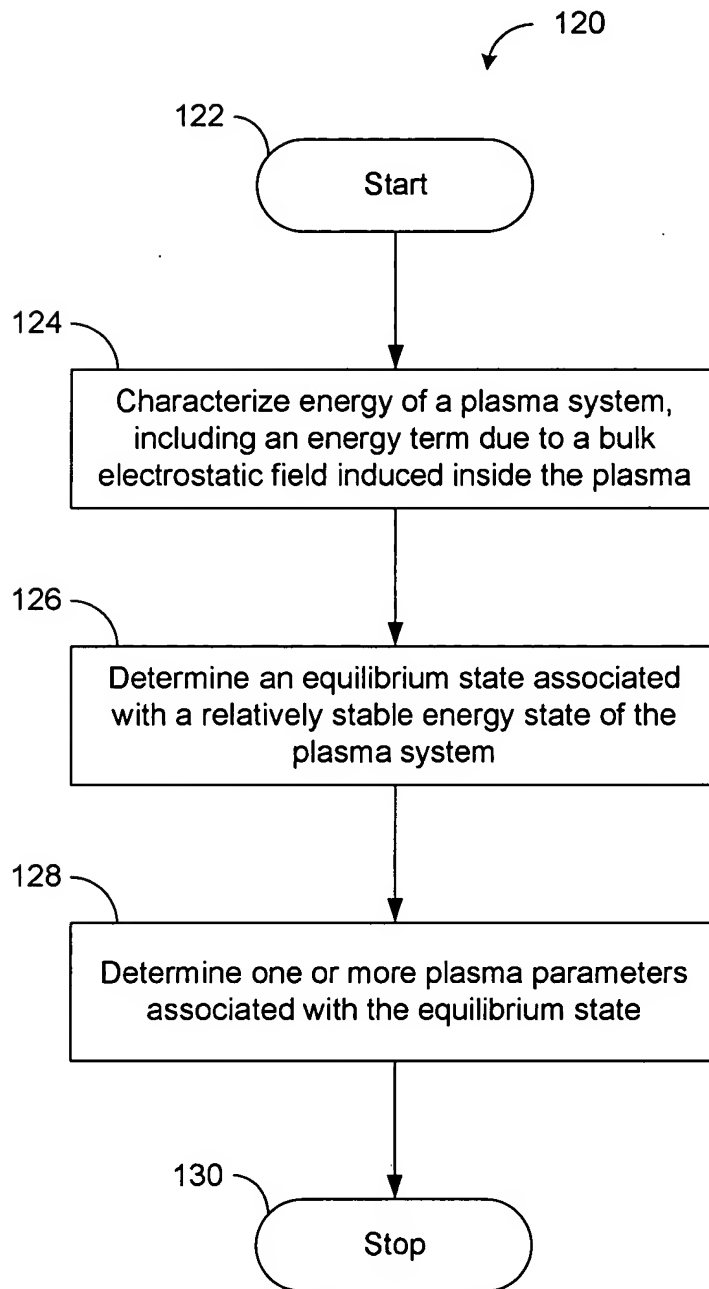 120
122
Start
124
Characterize energy of a plasma system,
including an energy term due to a bulk
electrostatic field induced inside the plasma
126
Determine an equilibrium state associated
with a relatively stable energy state of the
plasma system
128
Determine one or more plasma parameters
associated with the equilibrium state
130
Stop